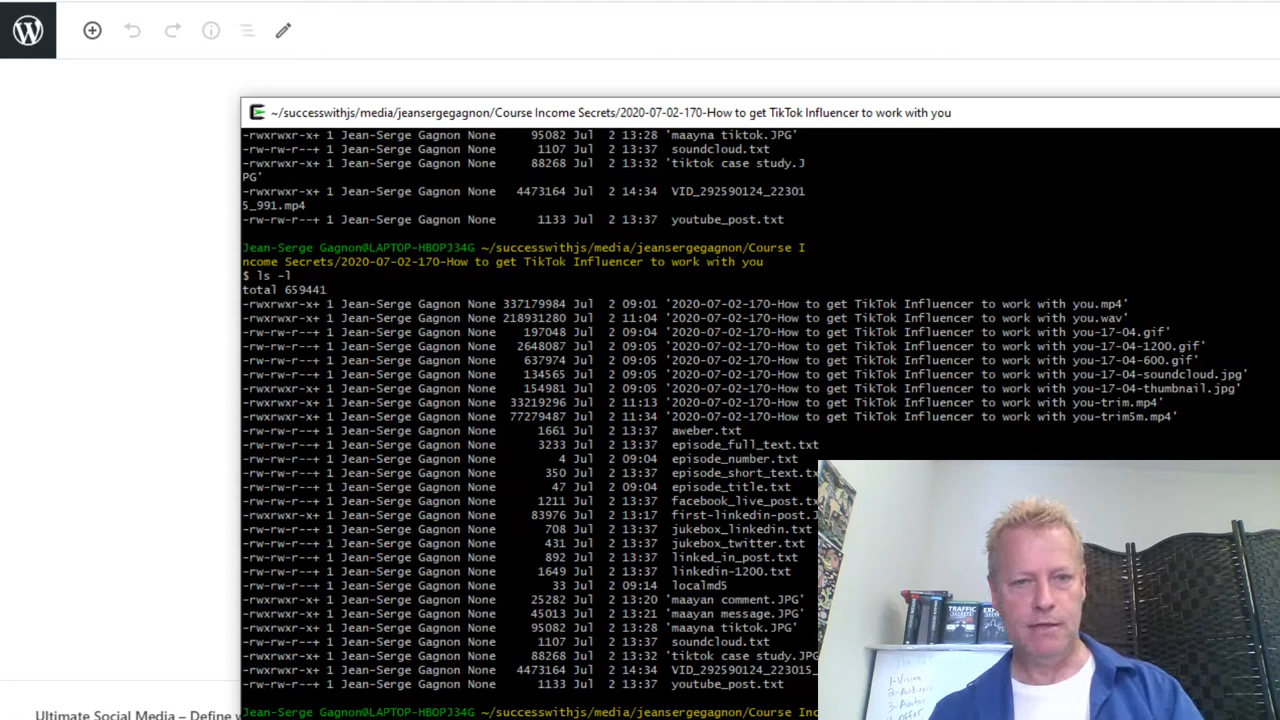 ~/successwithjs/media/jeansergegagnon/Course Income Secrets/2020-07-02-170-How to get TikTok Influencer to work with you
-rwxrwxr-x+ 1 Jean-Serge Gagnon None 95082 Jul 2 13:28 'maayna tiktok.JPG'
-rw-rw-r--+ 1 Jean-Serge Gagnon None 1107 Jul 2 13:37 soundcloud.txt
-rwxrwxr-x+ 1 Jean-Serge Gagnon None 88268 Jul 2 13:32 'tiktok case study.J
PG'
-rwxrwxr-x+ 1 Jean-Serge Gagnon None 4473164 Jul 2 14:34 VID_292590124_22301
5_991.mp4
-rw-rw-r--+ 1 Jean-Serge Gagnon None 1133 Jul 2 13:37 youtube_post.txt
Jean-Serge Gagnon@LAPTOP-HBOPJ34G ~/successwithjs/media/jeansergegagnon/Course I
ncome Secrets/2020-07-02-170-How to get TikTok Influencer to work with you
$ ls -l
total 659441
-rwxrwxr-x+ 1 Jean-Serge Gagnon None 337179984 Jul 2 09:01 '2020-07-02-170-How to get TikTok Influencer to work with you.mp4'
-rwxrwxr-x+ 1 Jean-Serge Gagnon None 218931280 Jul 2 11:04 '2020-07-02-170-How to get TikTok Influencer to work with you.wav'
-rw-rw-r--+ 1 Jean-Serge Gagnon None 197048 Jul 2 09:04 '2020-07-02-170-How to get TikTok Influencer to work with you-17-04.gif'
-rw-rw-r--+ 1 Jean-Serge Gagnon None 2648087 Jul 2 09:05 '2020-07-02-170-How to get TikTok Influencer to work with you-17-04-1200.gif'
-rw-rw-r--+ 1 Jean-Serge Gagnon None 637974 Jul 2 09:05 '2020-07-02-170-How to get TikTok Influencer to work with you-17-04-600.gif'
-rw-rw-r--+ 1 Jean-Serge Gagnon None 134565 Jul 2 09:05 '2020-07-02-170-How to get TikTok Influencer to work with you-17-04-soundcloud.jpg'
-rw-rw-r--+ 1 Jean-Serge Gagnon None 154981 Jul 2 09:05 '2020-07-02-170-How to get TikTok Influencer to work with you-17-04-thumbnail.jpg'
-rwxrwxr-x+ 1 Jean-Serge Gagnon None 33219296 Jul 2 11:13 '2020-07-02-170-How to get TikTok Influencer to work with you-trim.mp4'
-rwxrwxr-x+ 1 Jean-Serge Gagnon None 77279487 Jul 2 11:34 '2020-07-02-170-How to get TikTok Influencer to work with you-trim5m.mp4'
-rw-rw-r--+ 1 Jean-Serge Gagnon None 1661 Jul 2 13:37 aweber.txt
-rw-rw-r--+ 1 Jean-Serge Gagnon None 3233 Jul 2 13:37 episode_full_text.txt
-rw-rw-r--+ 1 Jean-Serge Gagnon None 4 Jul 2 09:04 episode_number.txt
-rw-rw-r--+ 1 Jean-Serge Gagnon None 350 Jul 2 13:37 episode_short_text.tx
-rw-rw-r--+ 1 Jean-Serge Gagnon None 47 Jul 2 09:04 episode_title.txt
-rw-rw-r--+ 1 Jean-Serge Gagnon None 1211 Jul 2 13:37 facebook_live_post.tx
-rwxrwxr-x+ 1 Jean-Serge Gagnon None 83976 Jul 2 13:17 first-linkedin-post.J
-rw-rw-r--+ 1 Jean-Serge Gagnon None 708 Jul 2 13:37 jukebox_linkedin.txt
-rw-rw-r--+ 1 Jean-Serge Gagnon None 431 Jul 2 13:37 jukebox_twitter.txt
-rw-rw-r--+ 1 Jean-Serge Gagnon None 892 Jul 2 13:37 linked_in_post.txt
-rw-rw-r--+ 1 Jean-Serge Gagnon None 1649 Jul 2 13:37 linkedin-1200.txt
-rw-rw-r--+ 1 Jean-Serge Gagnon None 33 Jul 2 09:14 localmd5
-rwxrwxr-x+ 1 Jean-Serge Gagnon None 25282 Jul 2 13:20 'maayan comment.JPG'
-rwxrwxr-x+ 1 Jean-Serge Gagnon None 45013 Jul 2 13:21 'maayan message.JPG'
-rwxrwxr-x+ 1 Jean-Serge Gagnon None 95082 Jul 2 13:28 'maayna tiktok.JPG'
-rw-rw-r--+ 1 Jean-Serge Gagnon None 1107 Jul 2 13:37 soundcloud.txt
-rwxrwxr-x+ 1 Jean-Serge Gagnon None 88268 Jul 2 13:32 'tiktok case study.JPG
-rwxrwxr-x+ 1 Jean-Serge Gagnon None 4473164 Jul 2 14:34 VID_292590124_223015_
-rw-rw-r--+ 1 Jean-Serge Gagnon None 1133 Jul 2 13:37 youtube_post.txt
Jean-Serge Gagnon@LAPTOP-HBOPJ34G ~/successwithjs/media/jeansergegagnon/Course Inc
Ultimate Social Media – Define
TRAFFIC
SECRETS
1-Vision